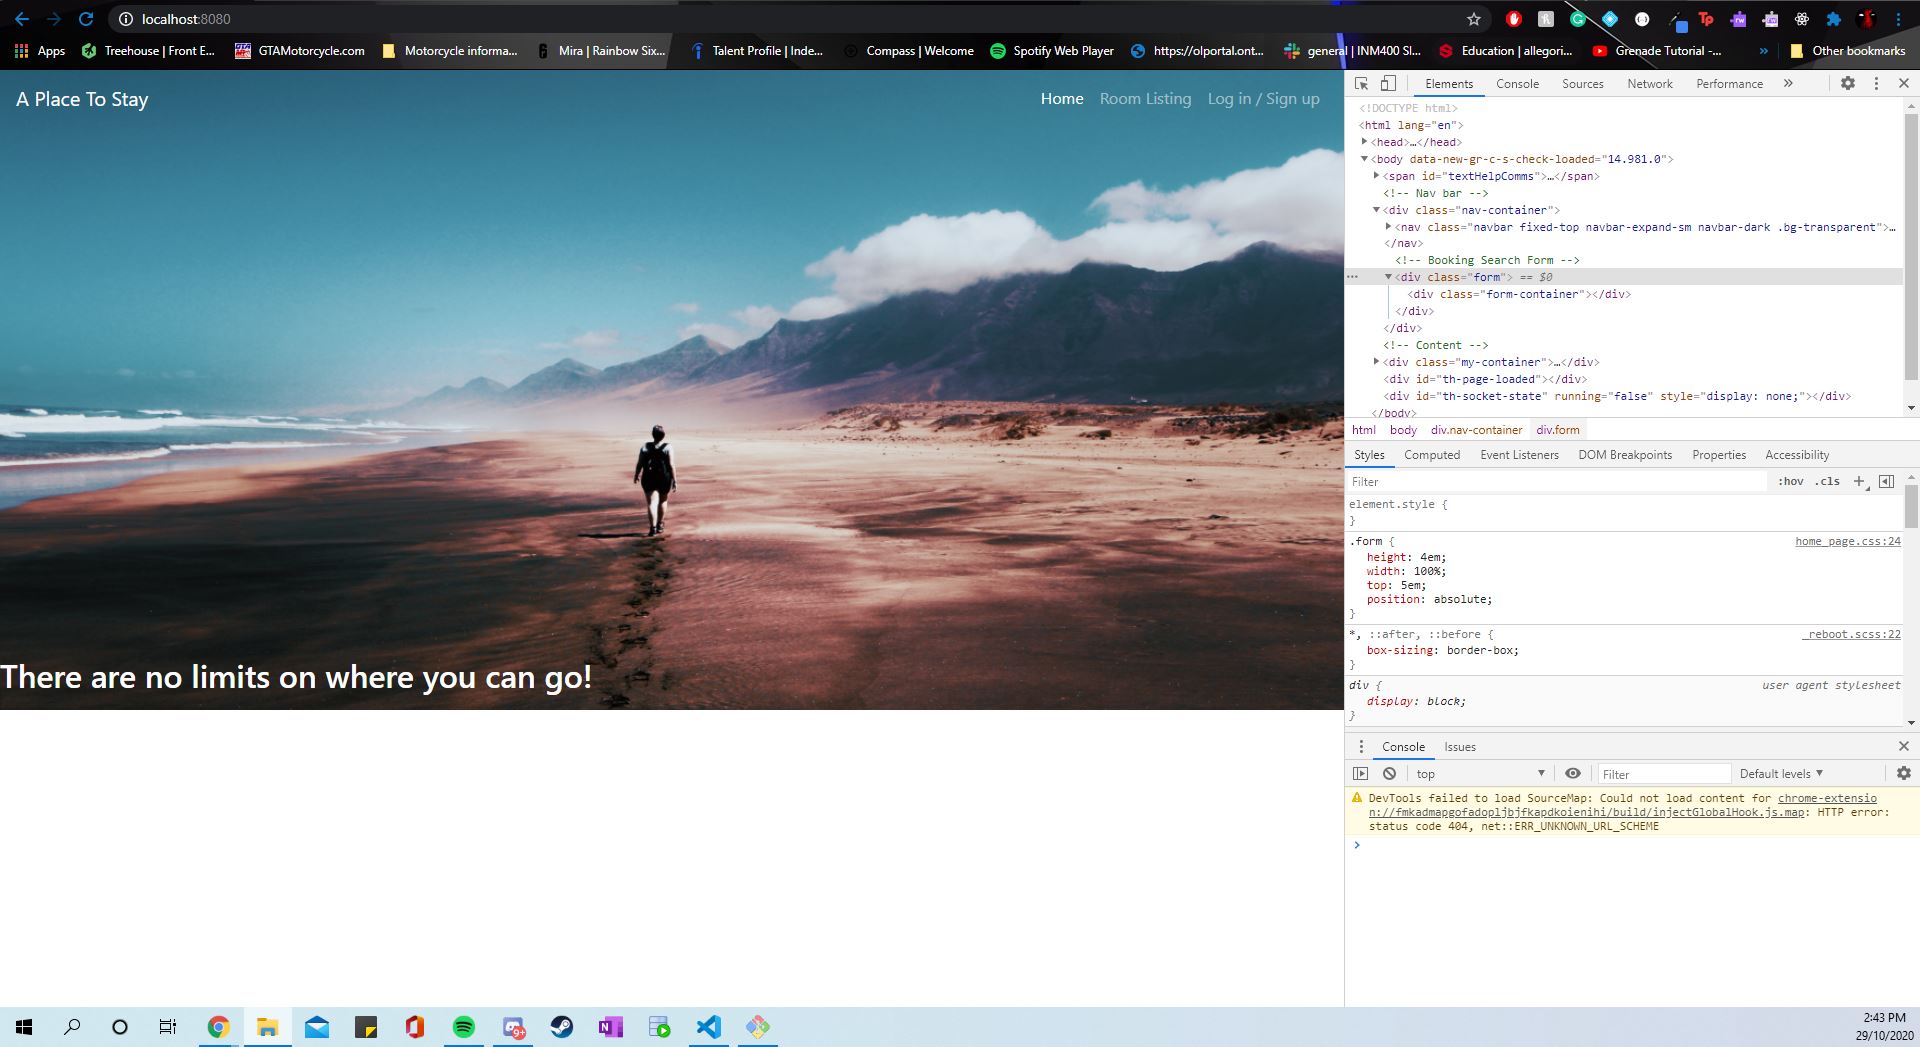 localhost:8080
Apps
Treehouse | Front E...
GTAMotorcycle.com
Motorcycle informa...
Mira | Rainbow Six...
Talent Profile | Inde...
Compass | Welcome
Spotify Web Player
https://olportal.ont...
general | INM400 Sl...
Education | allegori...
Grenade Tutorial -...
»
Other bookmarks
A Place To Stay
Home Room Listing Log in / Sign up
There are no limits on where you can go!
Elements Console Sources Network Performance »
<!DOCTYPE html>
<html lang="en">
<head>…</head>
<body data-new-gr-c-s-check-loaded="14.981.0">
<span id="textHelpComms">…</span>
<!-- Nav bar -->
<div class="nav-container">
<nav class="navbar fixed-top navbar-expand-sm navbar-dark .bg-transparent">…
</nav>
<!-- Booking Search Form -->
<div class="form"> == $0
<div class="form-container"></div>
</div>
</div>
<!-- Content -->
<div class="my-container">…</div>
<div id="th-page-loaded"></div>
<div id="th-socket-state" running="false" style="display: none;"></div>
</body>
html body div.nav-container div.form
Styles Computed Event Listeners DOM Breakpoints Properties Accessibility
Filter :hov .cls +
element.style {
}
.form { home_page.css:24
height: 4em;
width: 100%;
top: 5em;
position: absolute;
}
*, ::after, ::before { _reboot.scss:22
box-sizing: border-box;
}
div { user agent stylesheet
display: block;
}
Console Issues
top Filter Default levels
DevTools failed to load SourceMap: Could not load content for chrome-extensio
n://fmkadmapgofadopljbjfkapdkoienihi/build/injectGlobalHook.js.map: HTTP error:
status code 404, net::ERR_UNKNOWN_URL_SCHEME
>
9+
2:43 PM
29/10/2020